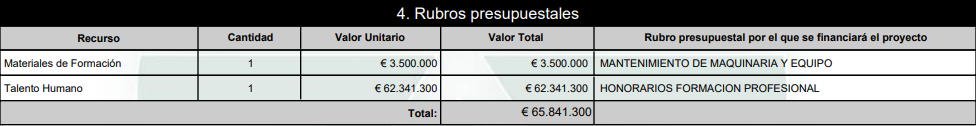 4. Rubros presupuestales
Recurso Cantidad Valor Unitario Valor Total Rubro presupuestal por el que se financiará el proyecto
Materiales de Formación 1 € 3.500.000 € 3.500.000 MANTENIMIENTO DE MAQUINARIA Y EQUIPO
Talento Humano 1 € 62.341.300 € 62.341.300 HONORARIOS FORMACION PROFESIONAL
Total: € 65.841.300